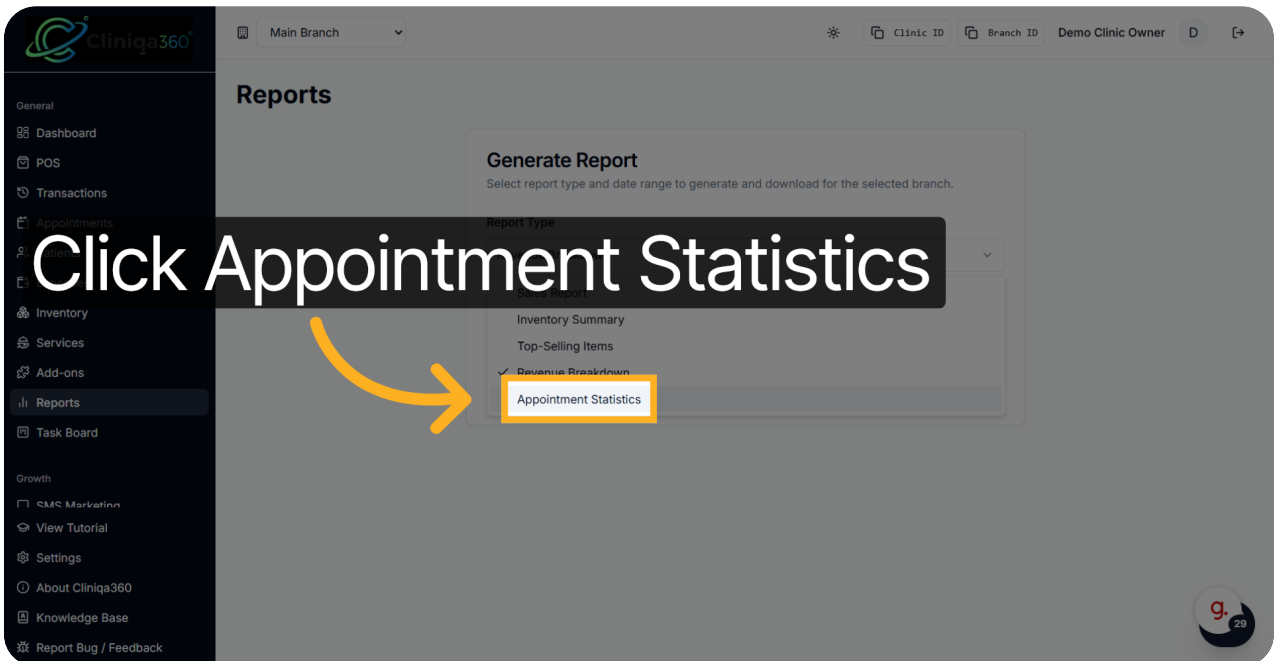 Cliniqa360°
Main Branch
Clinic ID
Branch ID
Demo Clinic Owner
D
General
Dashboard
POS
Transactions
Appointments
Patients
Inventory
Services
Add-ons
Reports
Task Board
Growth
SMS Marketing
View Tutorial
Settings
About Cliniqa360
Knowledge Base
Report Bug / Feedback
Reports
Generate Report
Select report type and date range to generate and download for the selected branch.
Report Type
Click Appointment Statistics
Sales Report
Inventory Summary
Top-Selling Items
Revenue Breakdown
Appointment Statistics
g.
29